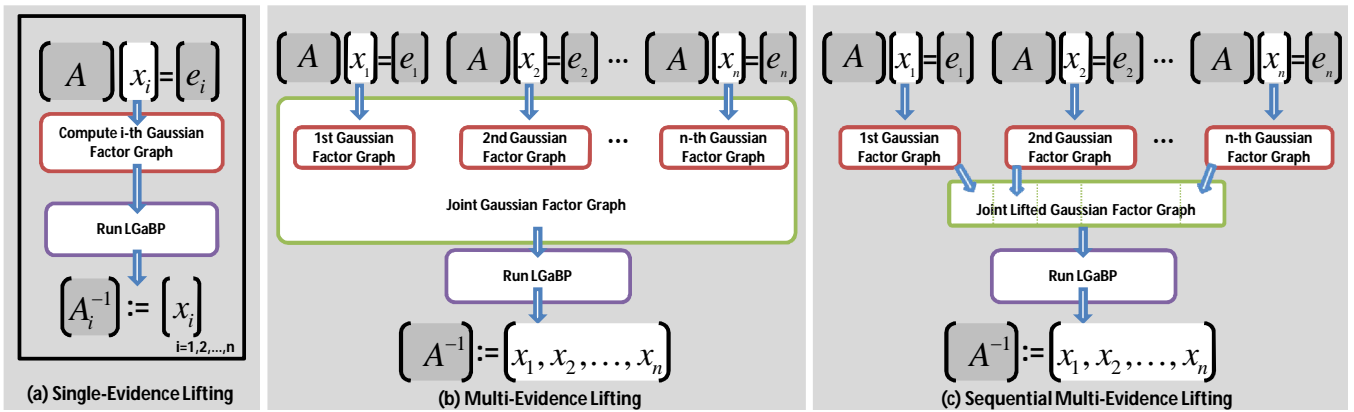 A x_i = e_i
Compute i-th Gaussian
Factor Graph
Run LGaBP
A_i^{-1} := x_i
i=1,2,...,n
(a) Single-Evidence Lifting
A x_1 = e_1 A x_2 = e_2 ... A x_n = e_n
1st Gaussian
Factor Graph
2nd Gaussian
Factor Graph
...
n-th Gaussian
Factor Graph
Joint Gaussian Factor Graph
Run LGaBP
A^{-1} := x_1, x_2, ..., x_n
(b) Multi-Evidence Lifting
A x_1 = e_1 A x_2 = e_2 ... A x_n = e_n
1st Gaussian
Factor Graph
2nd Gaussian
Factor Graph
...
n-th Gaussian
Factor Graph
Joint Lifted Gaussian Factor Graph
Run LGaBP
A^{-1} := x_1, x_2, ..., x_n
(c) Sequential Multi-Evidence Lifting